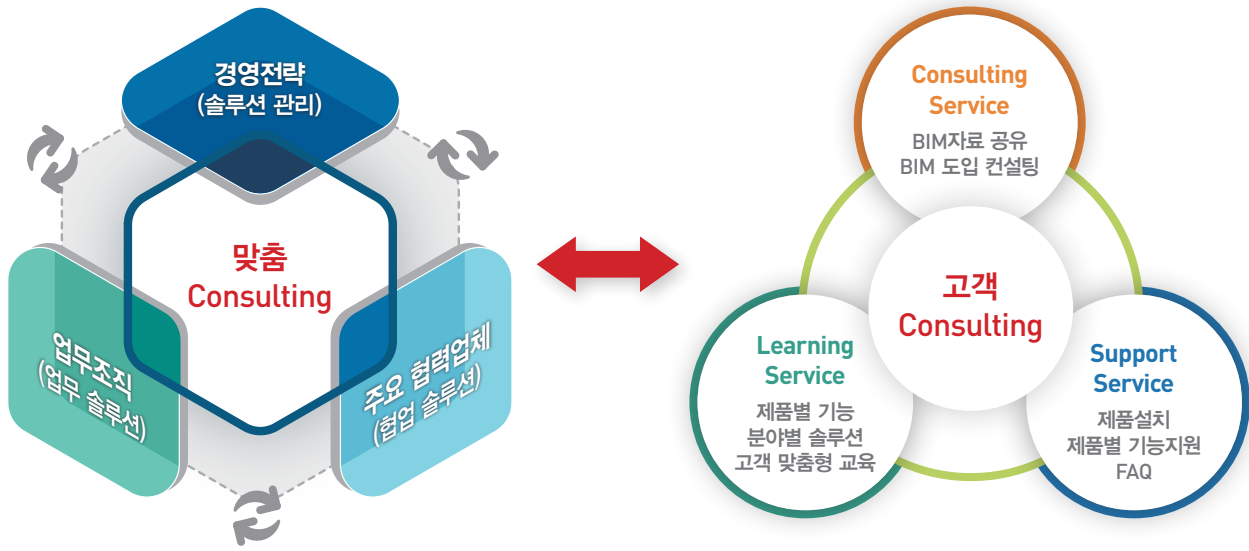 경영전략
(솔루션 관리)
맞춤
Consulting
업무조직
(업무 솔루션)
주요 협력업체
(협업 솔루션)
Consulting
Service
BIM자료 공유
BIM 도입 컨설팅
고객
Consulting
Learning
Service
제품별 기능
분야별 솔루션
고객 맞춤형 교육
Support
Service
제품설치
제품별 기능지원
FAQ